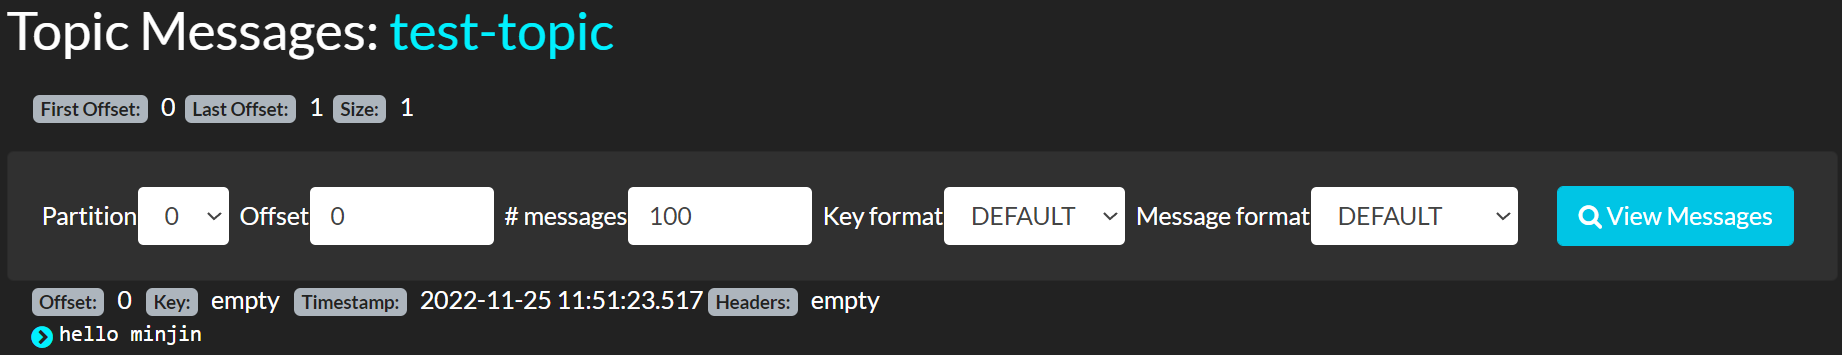 Topic Messages: test-topic
First Offset: 0 Last Offset: 1 Size: 1
Partition 0 Offset 0 # messages 100 Key format DEFAULT Message format DEFAULT View Messages
Offset: 0 Key: empty Timestamp: 2022-11-25 11:51:23.517 Headers: empty
hello minjin